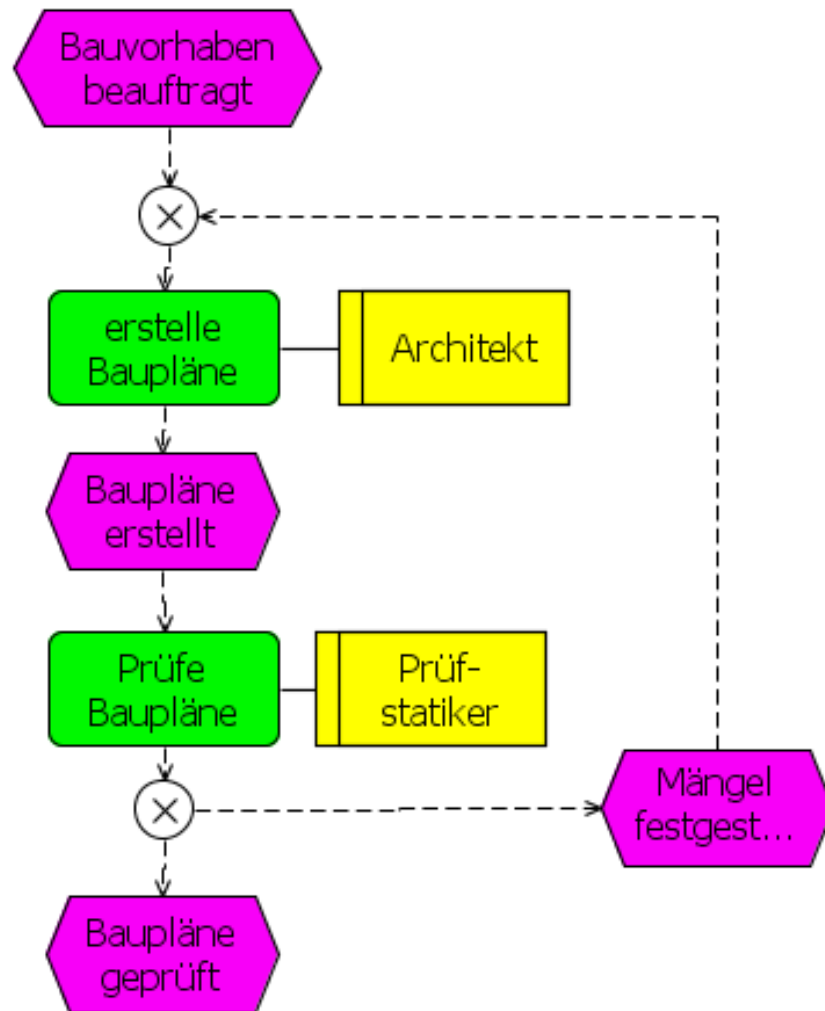 Bauvorhaben
beauftragt
erstelle
Baupläne
Architekt
Baupläne
erstellt
Prüfe
Baupläne
Prüf-
statiker
Mängel
festgest...
Baupläne
geprüft